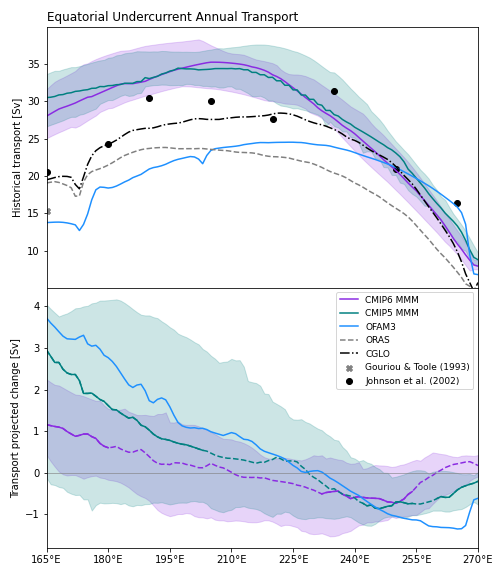 Equatorial Undercurrent Annual Transport
Historical transport [Sv]
35
30
25
20
15
10
Transport projected change [Sv]
4
3
2
1
0
−1
CMIP6 MMM
CMIP5 MMM
OFAM3
ORAS
CGLO
Gouriou & Toole (1993)
Johnson et al. (2002)
165°E 180°E 195°E 210°E 225°E 240°E 255°E 270°E